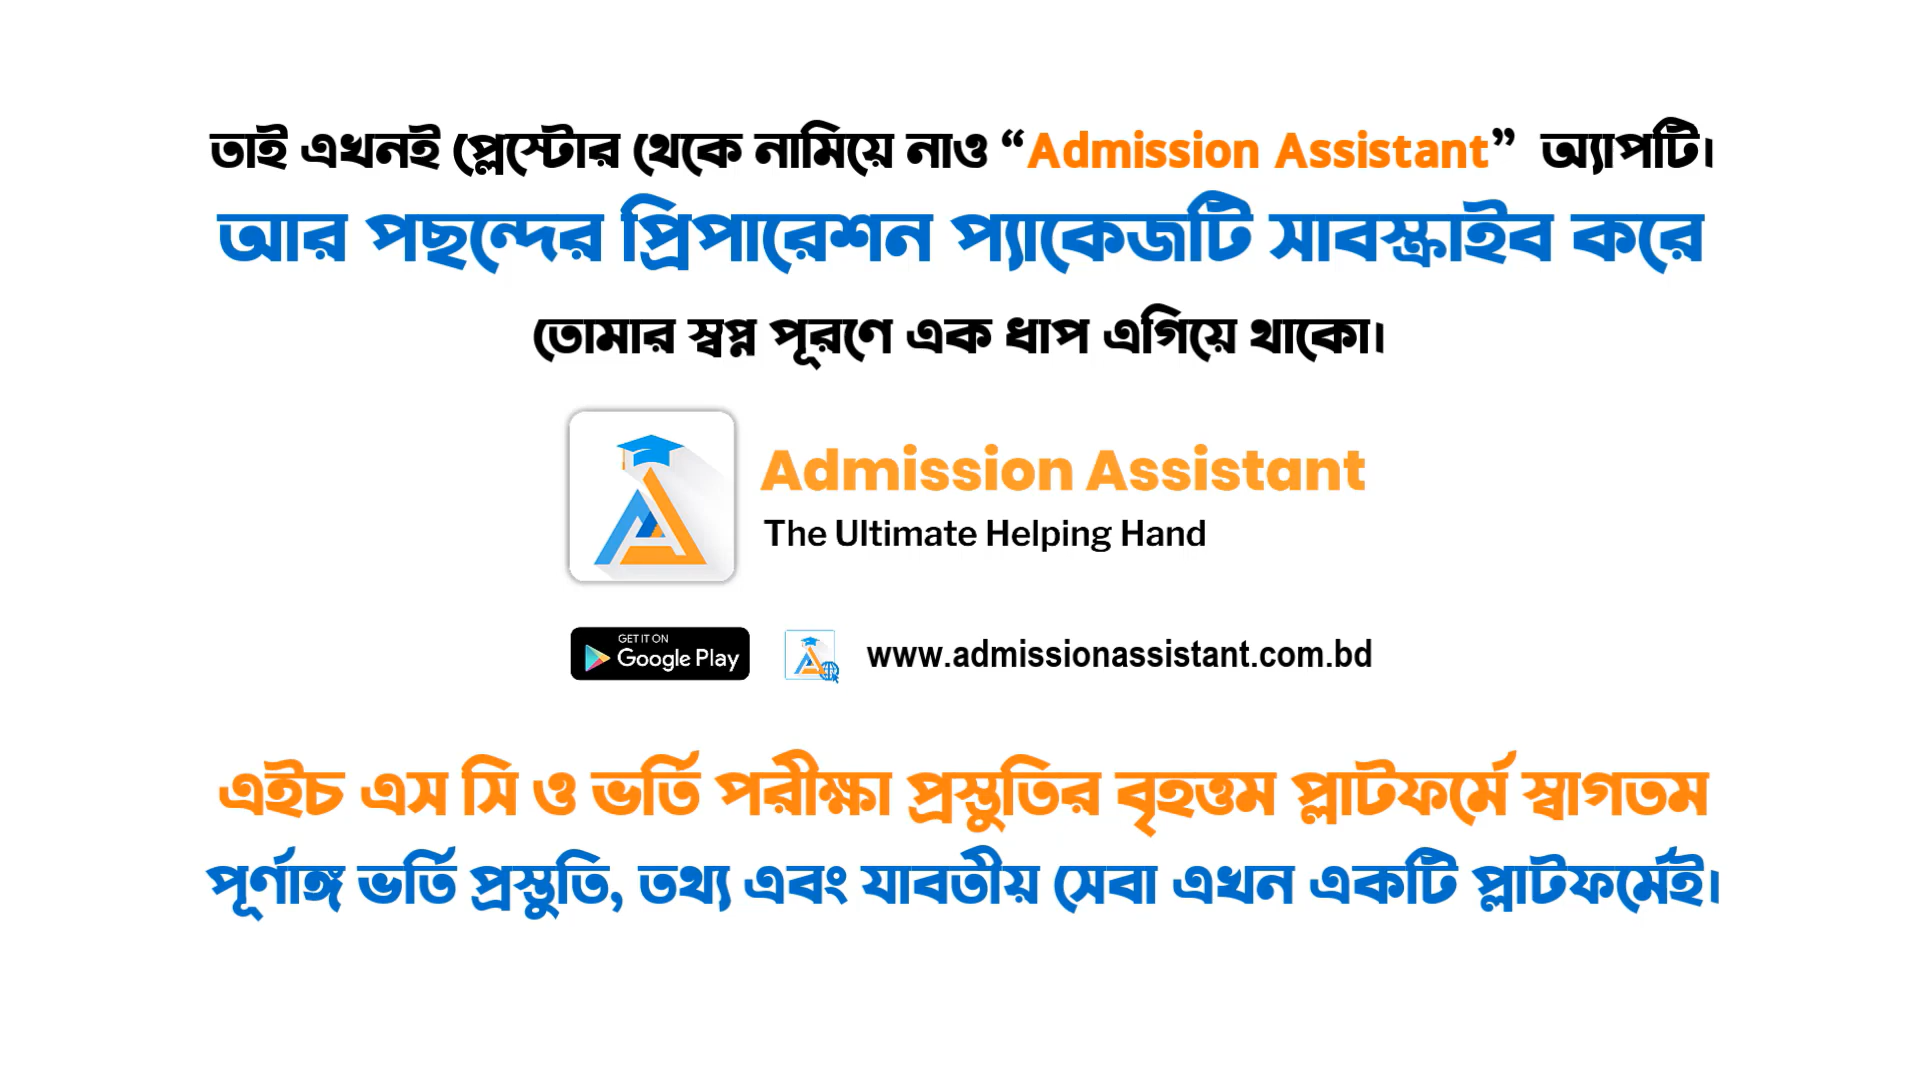 তাই এখনই প্লেস্টোর থেকে নামিয়ে নাও “Admission Assistant” অ্যাপটি।
আর পছন্দের প্রিপারেশন প্যাকেজটি সাবস্ক্রাইব করে
তোমার স্বপ্ন পূরণে এক ধাপ এগিয়ে থাকো।
Admission Assistant
The Ultimate Helping Hand
GET IT ON
Google Play
www.admissionassistant.com.bd
এইচ এস সি ও ভর্তি পরীক্ষা প্রস্তুতির বৃহত্তম প্লাটফর্মে স্বাগতম
পূর্ণাঙ্গ ভর্তি প্রস্তুতি, তথ্য এবং যাবতীয় সেবা এখন একটি প্লাটফর্মেই।